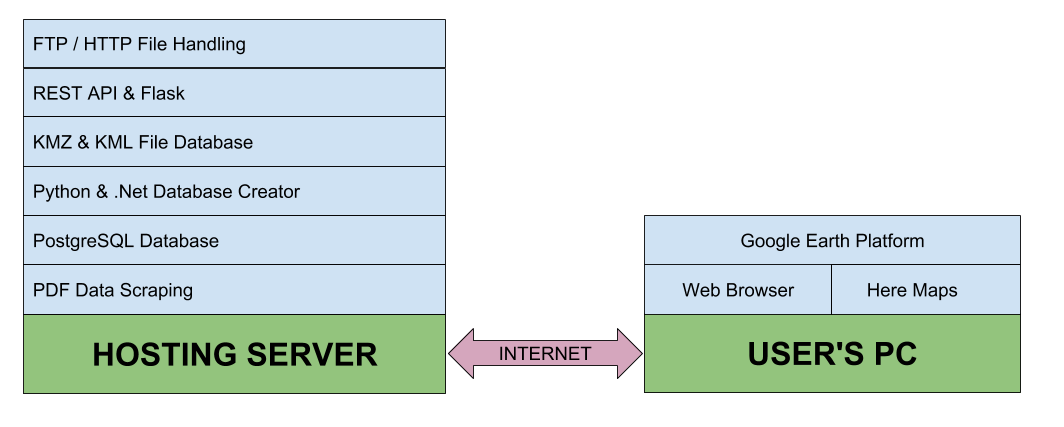 FTP / HTTP File Handling
REST API & Flask
KMZ & KML File Database
Python & .Net Database Creator
PostgreSQL Database
PDF Data Scraping
HOSTING SERVER
INTERNET
Google Earth Platform
Web Browser
Here Maps
USER'S PC